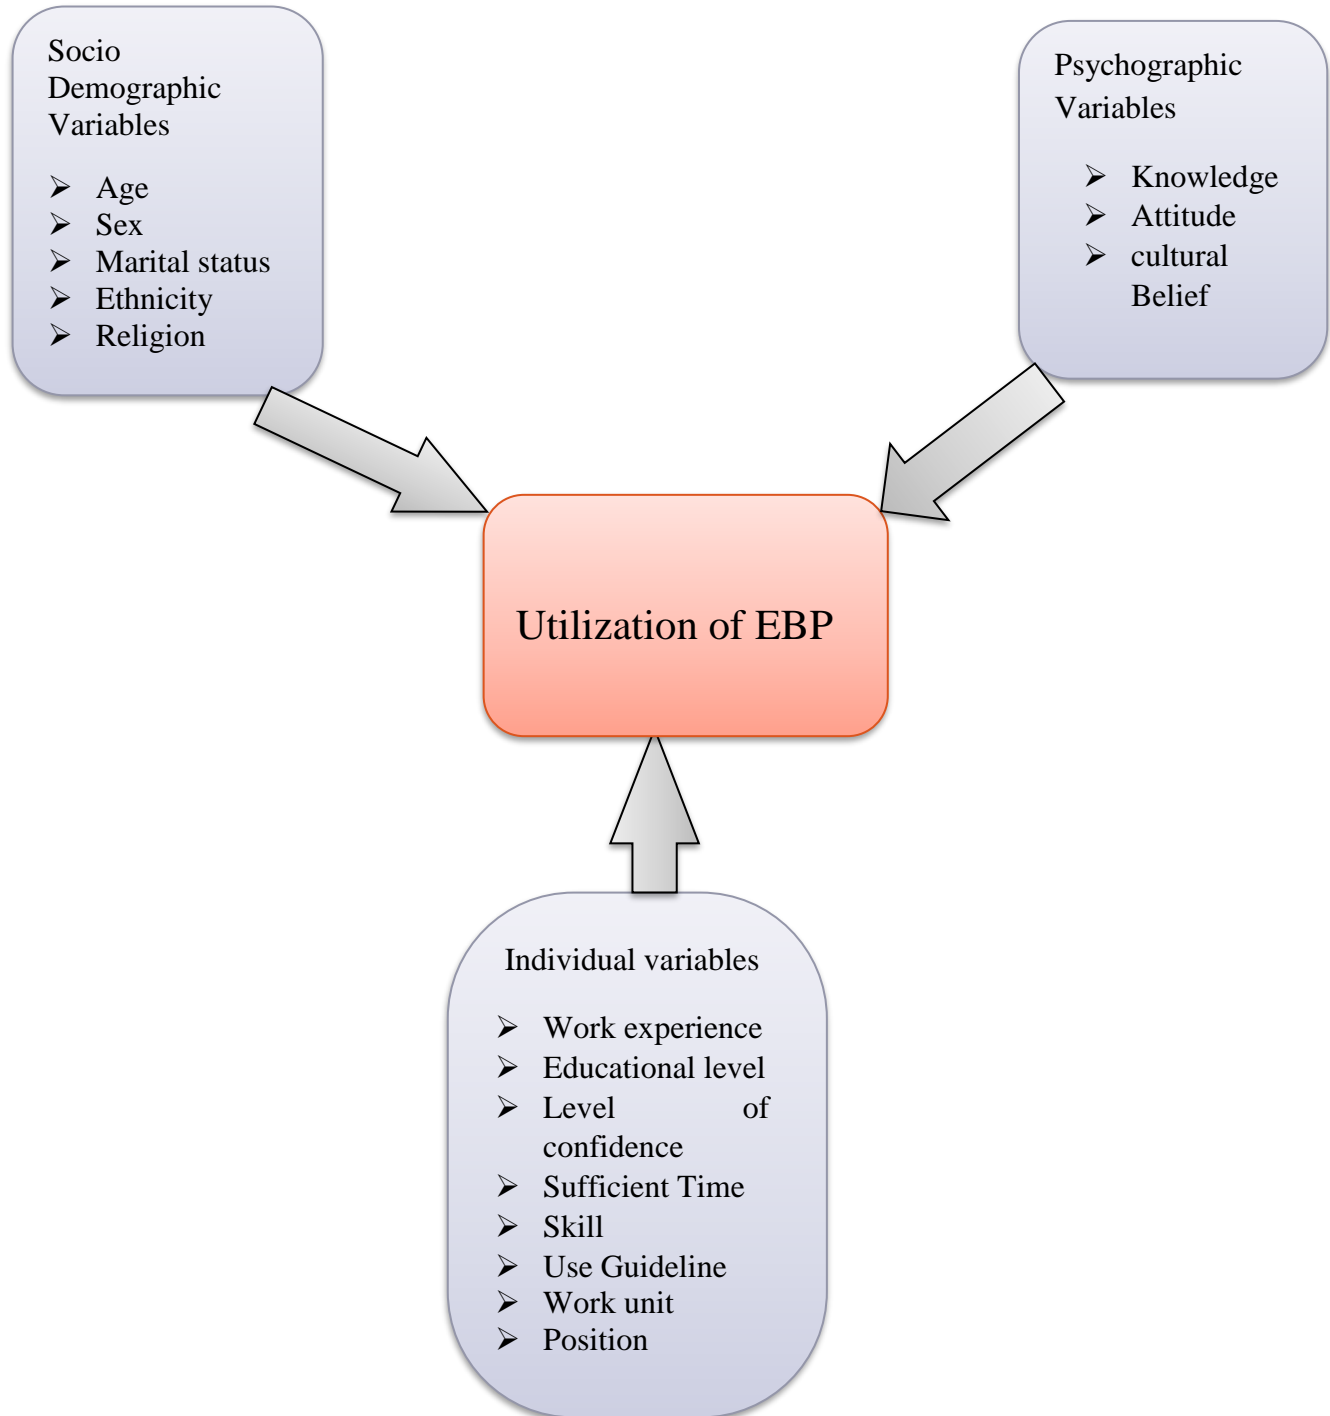 Socio
Demographic
Variables
➢ Age
➢ Sex
➢ Marital status
➢ Ethnicity
➢ Religion
Psychographic
Variables
➢ Knowledge
➢ Attitude
➢ cultural
Belief
Utilization of EBP
Individual variables
➢ Work experience
➢ Educational level
➢ Level of
confidence
➢ Sufficient Time
➢ Skill
➢ Use Guideline
➢ Work unit
➢ Position